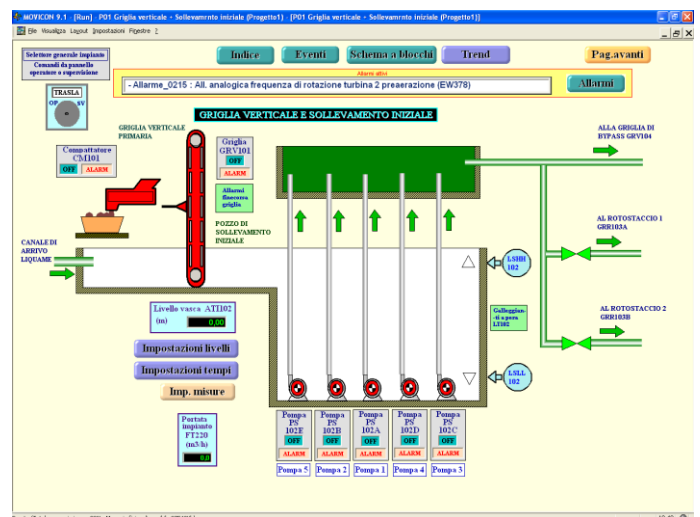 MOVICON 9.1 - [Run] - P01 Griglia verticale - Sollevamrnto iniziale (Progetto1) - [P01 Griglia verticale - Sollevamrnto iniziale (Progetto1)]
File Visualizza Layout Impostazioni Finestre ?
Selettore generale impianto
Comandi da pannello
operatore o supervisione
Indice
Eventi
Schema a blocchi
Trend
Pag.avanti
Allarmi attivi
- Allarme_0215 : All. analogica frequenza di rotazione turbina 2 preaerazione (EW378)
Allarmi
TRASLA
OP
SV
GRIGLIA VERTICALE E SOLLEVAMENTO INIZIALE
GRIGLIA VERTICALE
PRIMARIA
Compattatore
CM101
OFF ALARM
Griglia
GRV101
OFF
ALARM
Allarmi
finecorsa
griglia
POZZO DI
SOLLEVAMENTO
INIZIALE
ALLA GRIGLIA DI
BYPASS GRV104
AL ROTOSTACCIO 1
GRR103A
CANALE DI
ARRIVO
LIQUAME
LSHH
102
Livello vasca ATI102
(m) 0,00
Galleggian-
-ti a pera
LT102
AL ROTOSTACCIO 2
GRR103B
Impostazioni livelli
Impostazioni tempi
Imp. misure
LSLL
102
Portata
impianto
FT220
(m3/h)
0,0
Pompa PS 102E OFF ALARM
Pompa PS 102B OFF ALARM
Pompa PS 102A OFF ALARM
Pompa PS 102D OFF ALARM
Pompa PS 102C OFF ALARM
Pompa 5 Pompa 2 Pompa 1 Pompa 4 Pompa 3